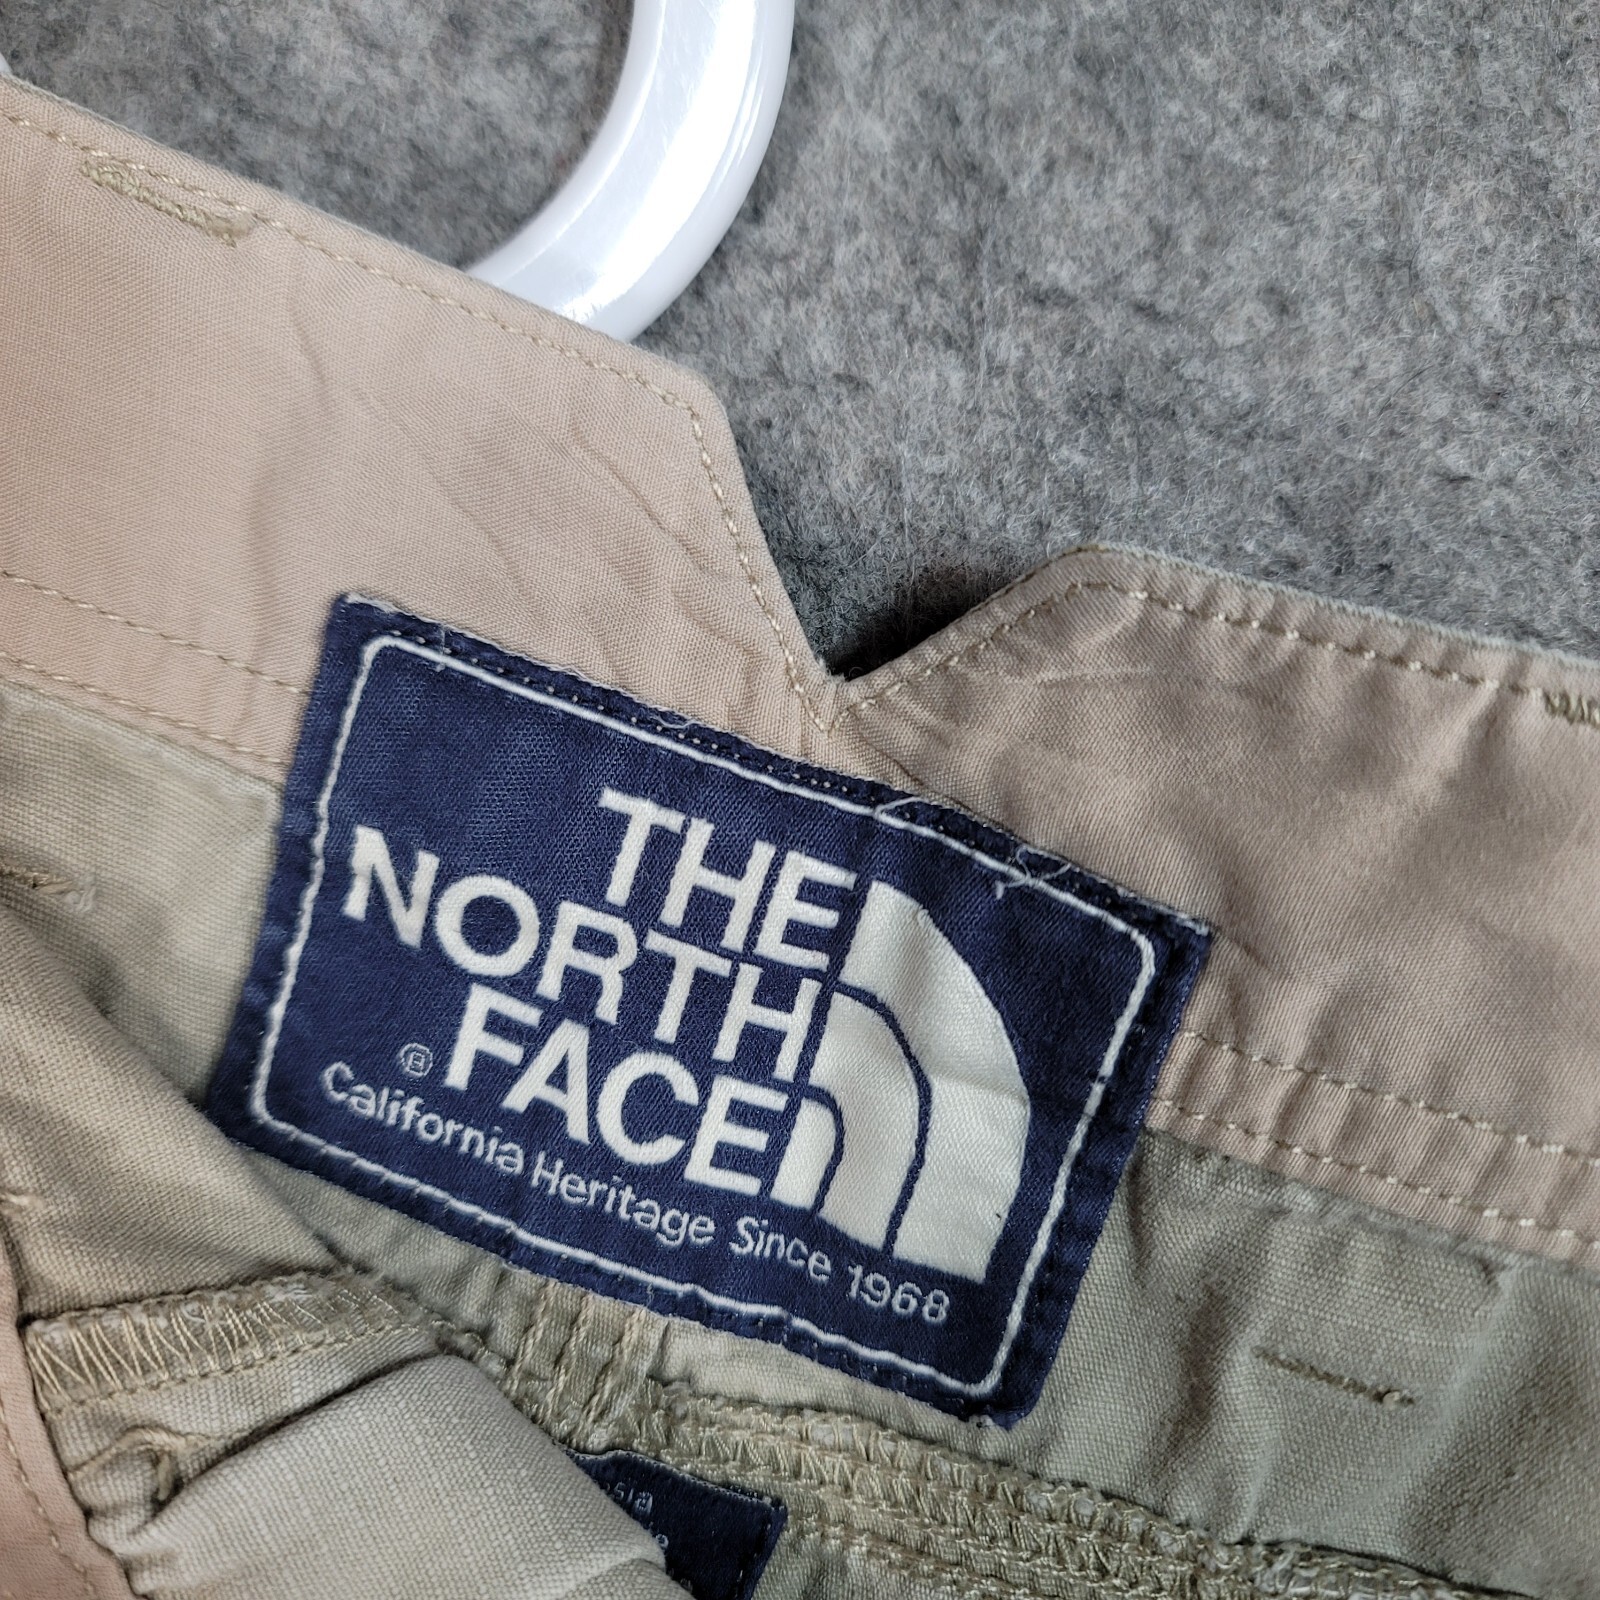 THE
NORTH
FACE
®
California Heritage Since 1968